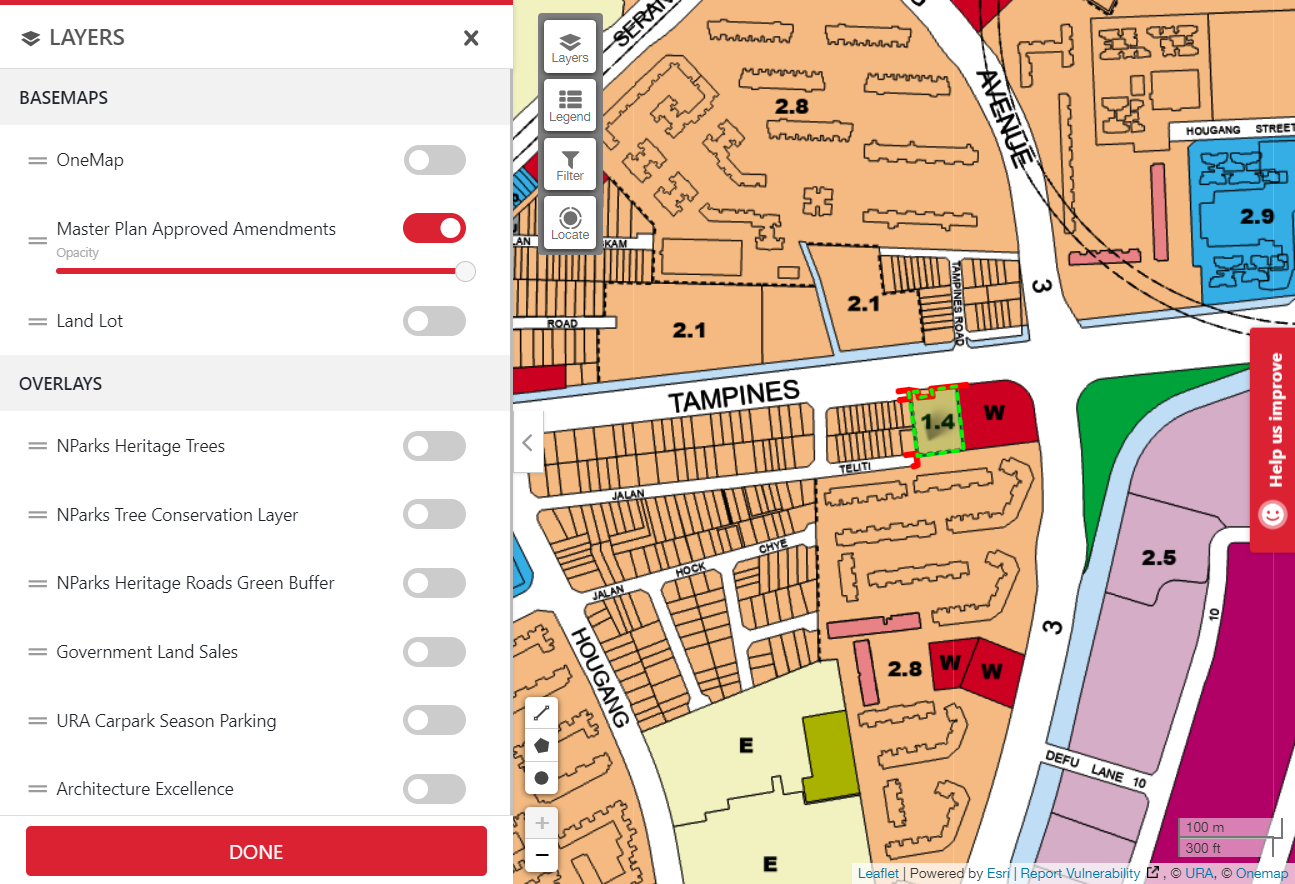 LAYERS
BASEMAPS
OneMap
Master Plan Approved Amendments
Opacity
Land Lot
OVERLAYS
NParks Heritage Trees
NParks Tree Conservation Layer
NParks Heritage Roads Green Buffer
Government Land Sales
URA Carpark Season Parking
Architecture Excellence
DONE
Layers
Legend
Filter
Locate
AVENUE
2.8
HOUGANG STREET
2.9
3
TAMPINES ROAD
2.1
2.1
ROAD
TAMPINES
1.4
W
Help us improve
TELITI
JALAN
CHYE
HOCK
JALAN
2.5
10
HOUGANG
3
2.8
W
W
E
DEFU LANE 10
E
+
−
100 m
300 ft
Leaflet | Powered by Esri | Report Vulnerability , © URA, © Onemap